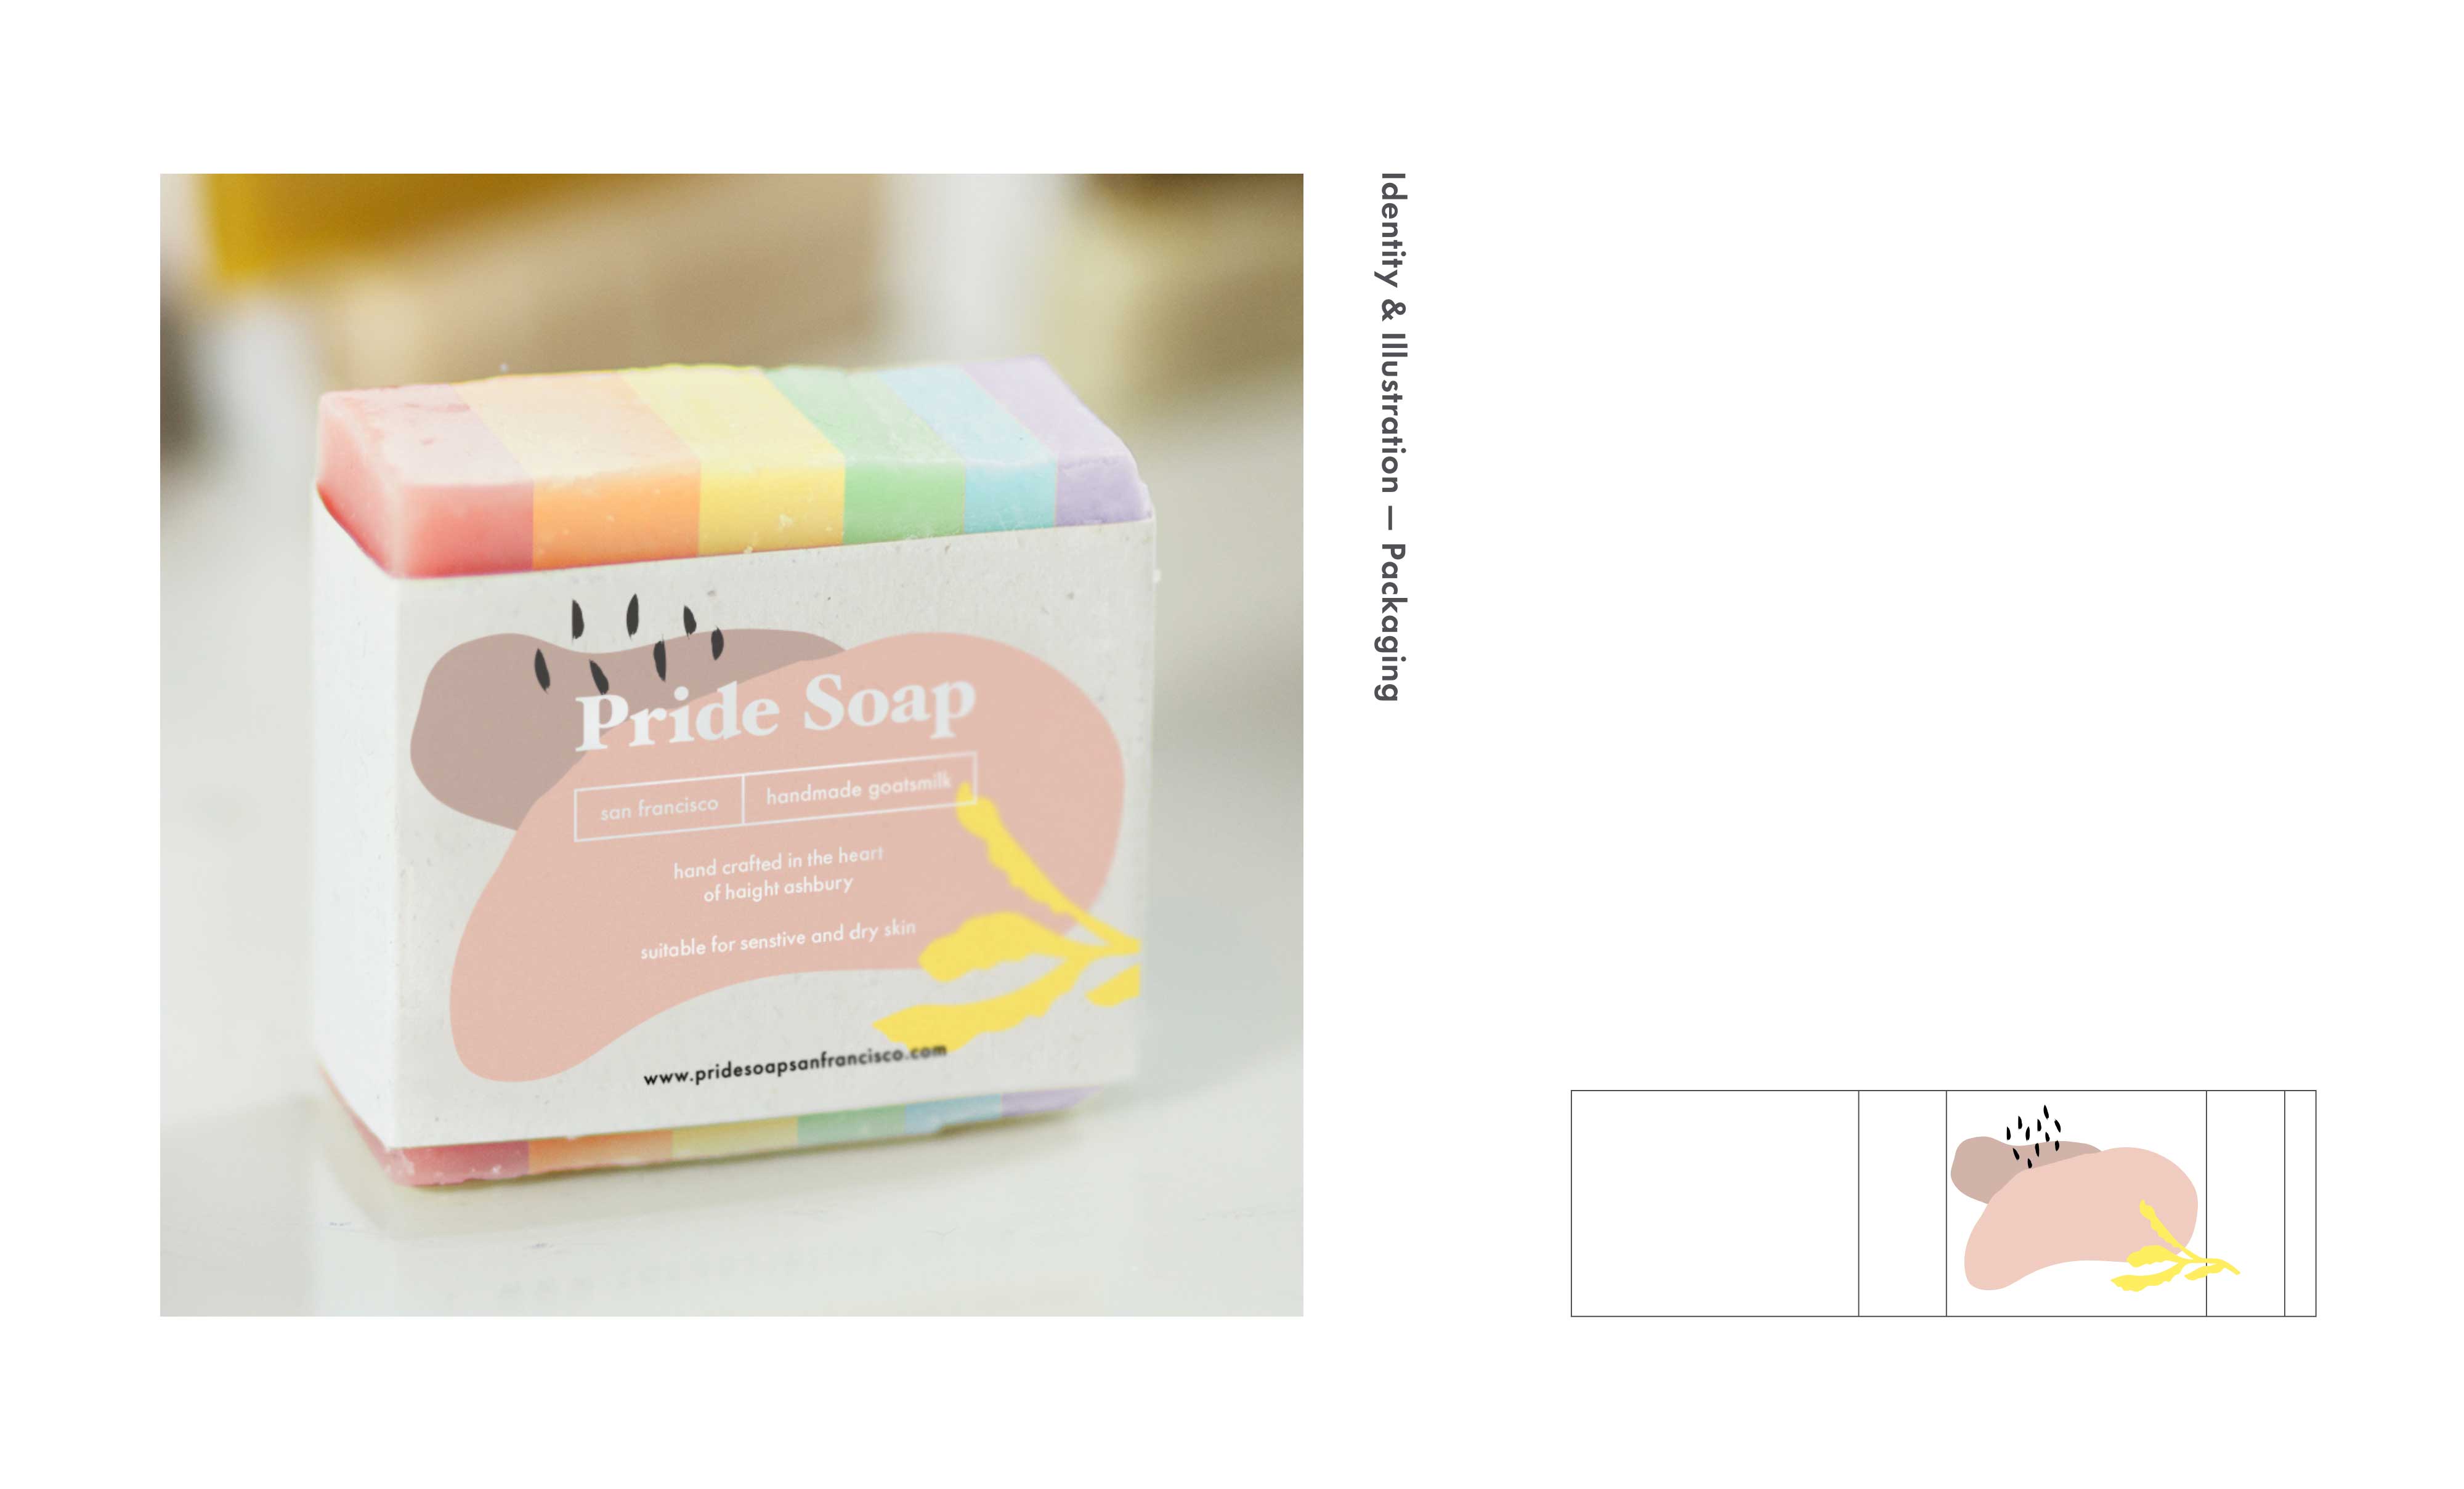 Pride Soap
san francisco
handmade goatsmilk
hand crafted in the heart
of haight ashbury
suitable for senstive and dry skin
www.pridesoapsanfrancisco.com
Identity & Illustration — Packaging